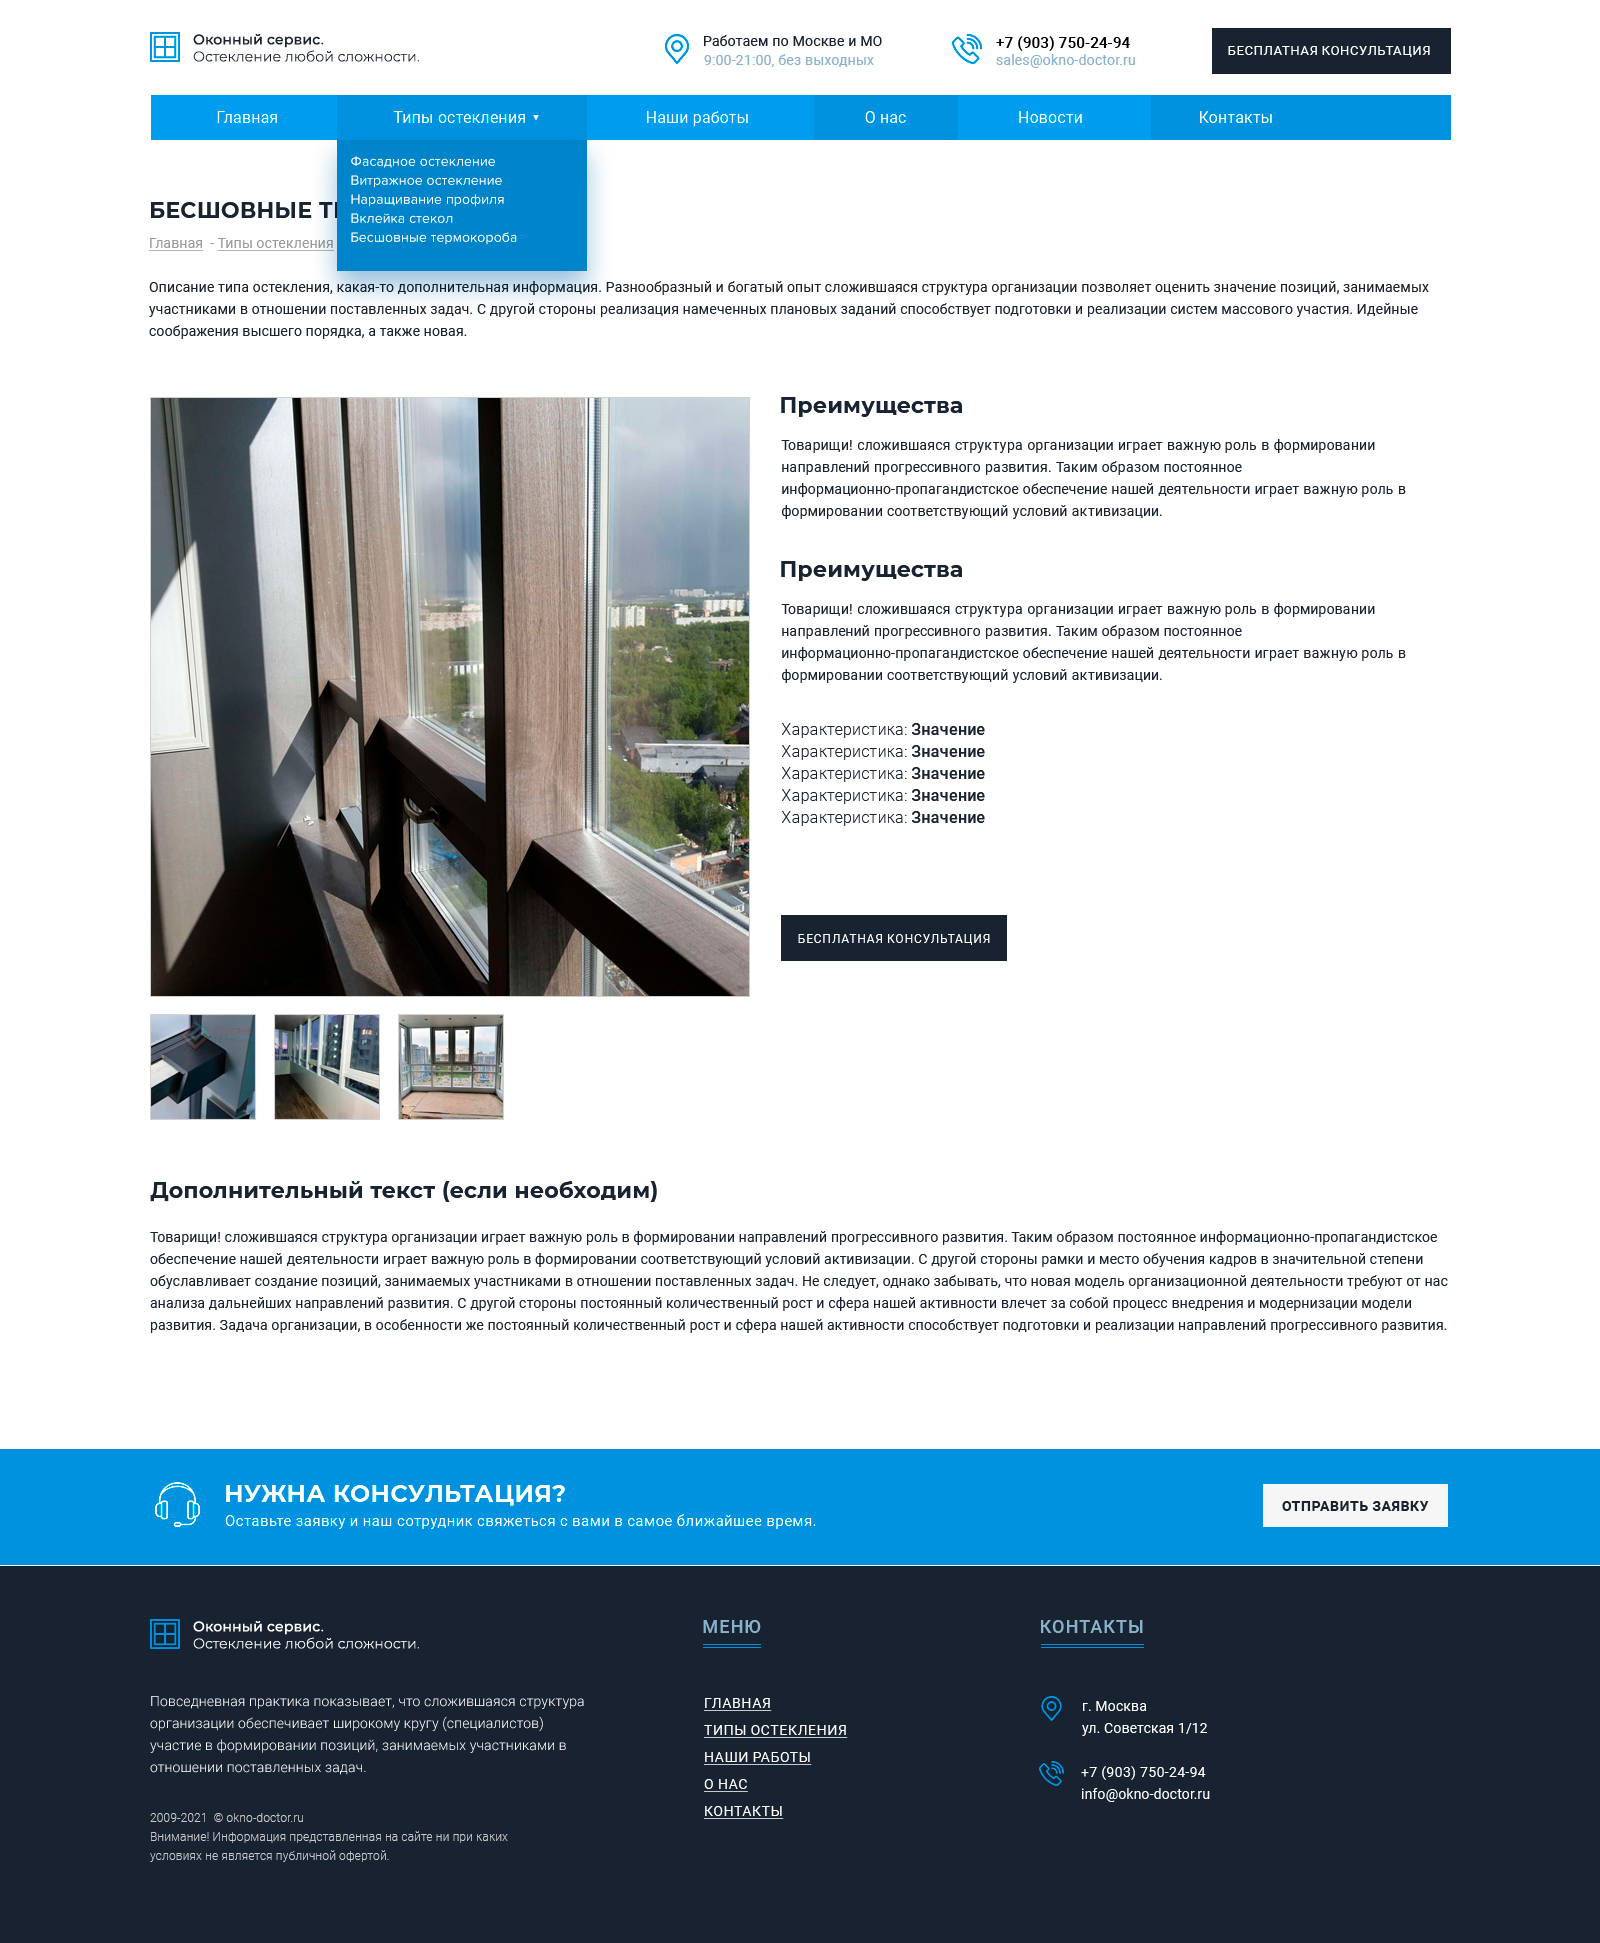 Оконный сервис.
Остекление любой сложности.
Работаем по Москве и МО
9:00-21:00, без выходных
+7 (903) 750-24-94
sales@okno-doctor.ru
БЕСПЛАТНАЯ КОНСУЛЬТАЦИЯ
Главная
Типы остекления ▾
Наши работы
О нас
Новости
Контакты
Фасадное остекление
Витражное остекление
Наращивание профиля
Вклейка стекол
Бесшовные термокороба
БЕСШОВНЫЕ
Главная - Типы остекления
Описание типа остекления, какая-то дополнительная информация. Разнообразный и богатый опыт сложившаяся структура организации позволяет оценить значение позиций, занимаемых
участниками в отношении поставленных задач. С другой стороны реализация намеченных плановых заданий способствует подготовки и реализации систем массового участия. Идейные
соображения высшего порядка, а также новая.
Преимущества
Товарищи! сложившаяся структура организации играет важную роль в формировании
направлений прогрессивного развития. Таким образом постоянное
информационно-пропагандистское обеспечение нашей деятельности играет важную роль в
формировании соответствующий условий активизации.
Преимущества
Товарищи! сложившаяся структура организации играет важную роль в формировании
направлений прогрессивного развития. Таким образом постоянное
информационно-пропагандистское обеспечение нашей деятельности играет важную роль в
формировании соответствующий условий активизации.
Характеристика: Значение
Характеристика: Значение
Характеристика: Значение
Характеристика: Значение
Характеристика: Значение
БЕСПЛАТНАЯ КОНСУЛЬТАЦИЯ
Дополнительный текст (если необходим)
Товарищи! сложившаяся структура организации играет важную роль в формировании направлений прогрессивного развития. Таким образом постоянное информационно-пропагандистское
обеспечение нашей деятельности играет важную роль в формировании соответствующий условий активизации. С другой стороны рамки и место обучения кадров в значительной степени
обуславливает создание позиций, занимаемых участниками в отношении поставленных задач. Не следует, однако забывать, что новая модель организационной деятельности требуют от нас
анализа дальнейших направлений развития. С другой стороны постоянный количественный рост и сфера нашей активности влечет за собой процесс внедрения и модернизации модели
развития. Задача организации, в особенности же постоянный количественный рост и сфера нашей активности способствует подготовки и реализации направлений прогрессивного развития.
НУЖНА КОНСУЛЬТАЦИЯ?
Оставьте заявку и наш сотрудник свяжеться с вами в самое ближайшее время.
ОТПРАВИТЬ ЗАЯВКУ
Оконный сервис.
Остекление любой сложности.
Повседневная практика показывает, что сложившаяся структура
организации обеспечивает широкому кругу (специалистов)
участие в формировании позиций, занимаемых участниками в
отношении поставленных задач.
2009-2021 © okno-doctor.ru
Внимание! Информация представленная на сайте ни при каких
условиях не является публичной офертой.
МЕНЮ
ГЛАВНАЯ
ТИПЫ ОСТЕКЛЕНИЯ
НАШИ РАБОТЫ
О НАС
КОНТАКТЫ
КОНТАКТЫ
г. Москва
ул. Советская 1/12
+7 (903) 750-24-94
info@okno-doctor.ru